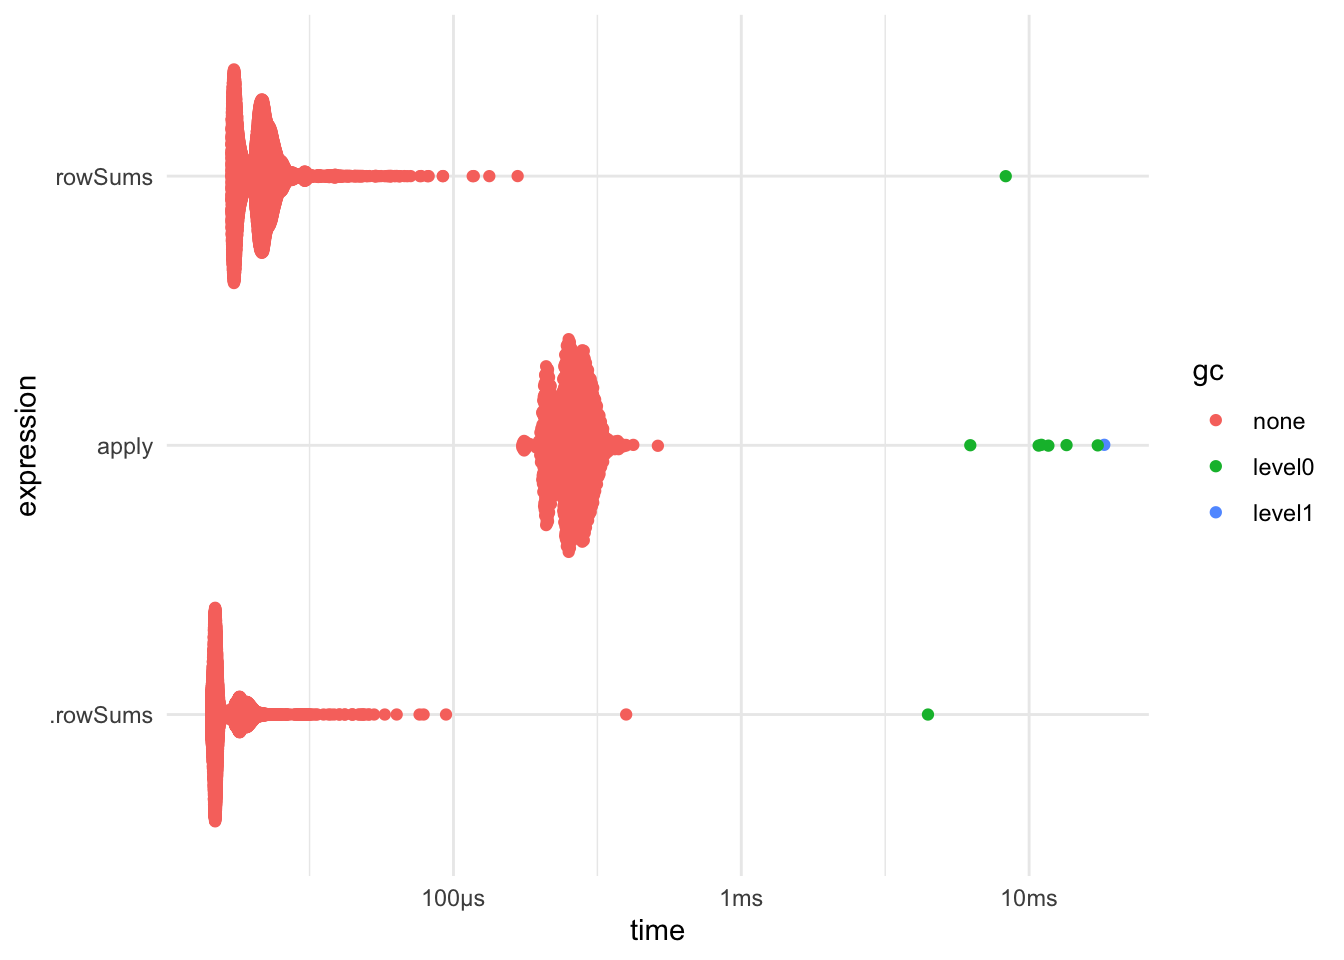 rowSums
apply
.rowSums
expression
100µs
1ms
10ms
time
gc
none
level0
level1